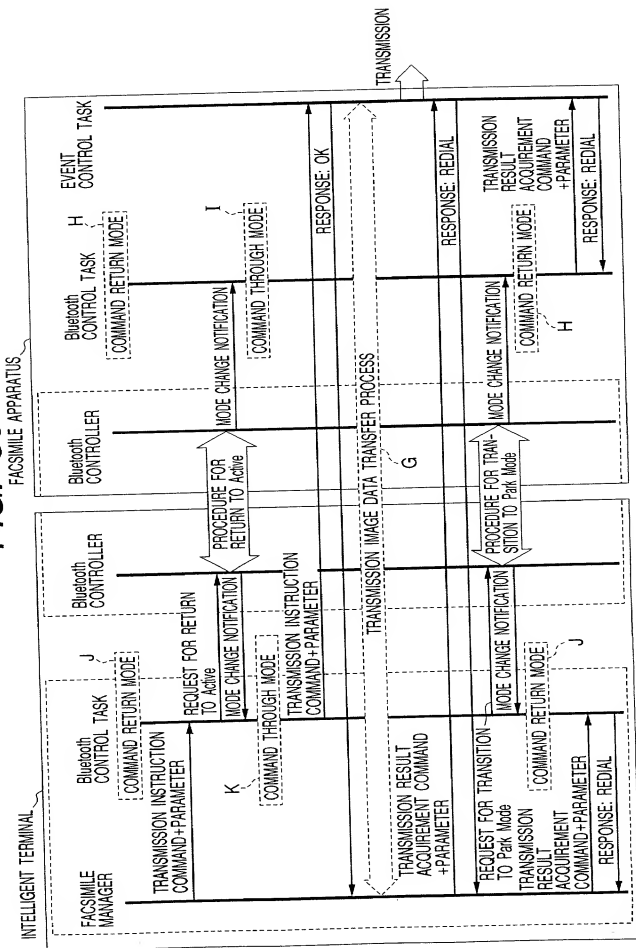 FACSIMILE APPARATUS
INTELLIGENT TERMINAL
FACSIMILE
MANAGER
Bluetooth
CONTROL TASK
Bluetooth
CONTROLLER
Bluetooth
CONTROLLER
Bluetooth
CONTROL TASK
EVENT
CONTROL TASK
J
COMMAND RETURN MODE
H
COMMAND RETURN MODE
TRANSMISSION INSTRUCTION
COMMAND+PARAMETER
REQUEST FOR RETURN
TO Active
MODE CHANGE NOTIFICATION
PROCEDURE FOR
RETURN TO Active
MODE CHANGE NOTIFICATION
K
COMMAND THROUGH MODE
I
COMMAND THROUGH MODE
TRANSMISSION INSTRUCTION
COMMAND+PARAMETER
RESPONSE: OK
TRANSMISSION IMAGE DATA TRANSFER PROCESS
G
TRANSMISSION
TRANSMISSION RESULT
ACQUIREMENT COMMAND
+PARAMETER
RESPONSE: REDIAL
REQUEST FOR TRANSITION
TO Park Mode
MODE CHANGE NOTIFICATION
PROCEDURE FOR TRAN-
SITION TO Park Mode
MODE CHANGE NOTIFICATION
COMMAND RETURN MODE
J
COMMAND RETURN MODE
H
TRANSMISSION
RESULT
ACQUIREMENT
COMMAND+PARAMETER
RESPONSE: REDIAL
TRANSMISSION
RESULT
ACQUIREMENT
COMMAND
+PARAMETER
RESPONSE: REDIAL